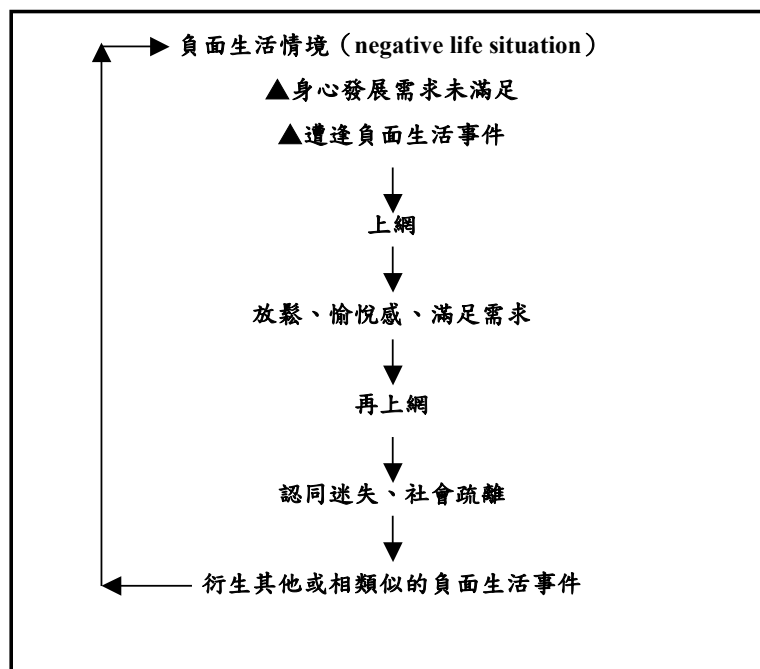 負面生活情境（negative life situation）
▲身心發展需求未滿足
▲遭逢負面生活事件
上網
放鬆、愉悅感、滿足需求
再上網
認同迷失、社會疏離
衍生其他或相類似的負面生活事件